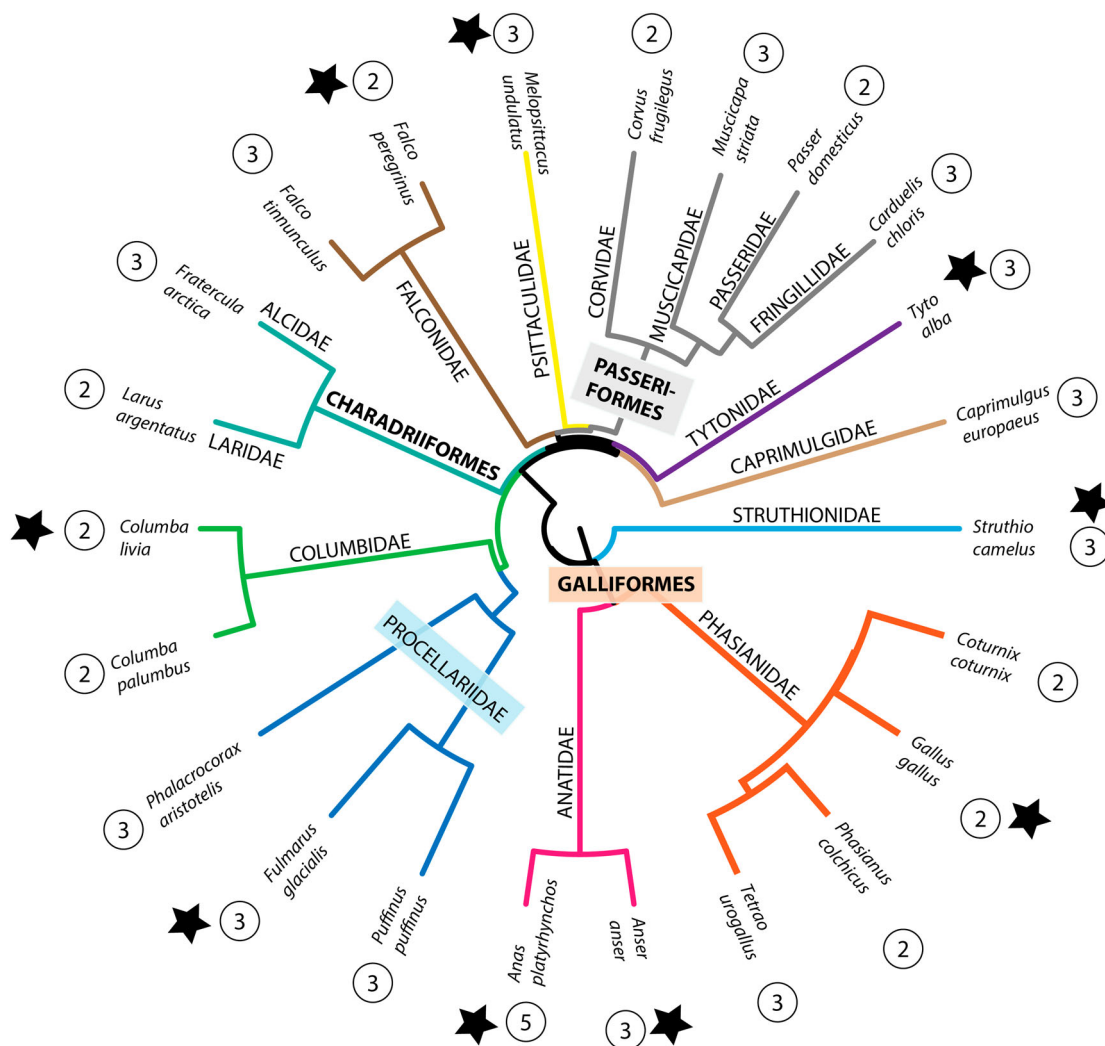 3
Melopsittacus
undulatus
2
Corvus
frugilegus
3
Muscicapa
striata
2
Passer
domesticus
3
Carduelis
chloris
3
Tyto
alba
3
Caprimulgus
europaeus
Struthio
camelus
3
Coturnix
coturnix
2
Gallus
gallus
2
Phasianus
colchicus
2
Tetrao
urogallus
3
Anser
anser
3
Anas
platyrhynchos
5
Puffinus
puffinus
3
Fulmarus
glacialis
3
Phalacrocorax
aristotelis
3
Columba
palumbus
2
Columba
livia
2
Larus
argentatus
2
Fratercula
arctica
3
Falco
tinnunculus
3
Falco
peregrinus
2
PSITTACULIDAE
CORVIDAE
MUSCICAPIDAE
PASSERIDAE
FRINGILLIDAE
PASSERI-
FORMES
TYTONIDAE
CAPRIMULGIDAE
STRUTHIONIDAE
GALLIFORMES
PHASIANIDAE
ANATIDAE
PROCELLARIIDAE
COLUMBIDAE
LARIDAE
ALCIDAE
CHARADRIIFORMES
FALCONIDAE